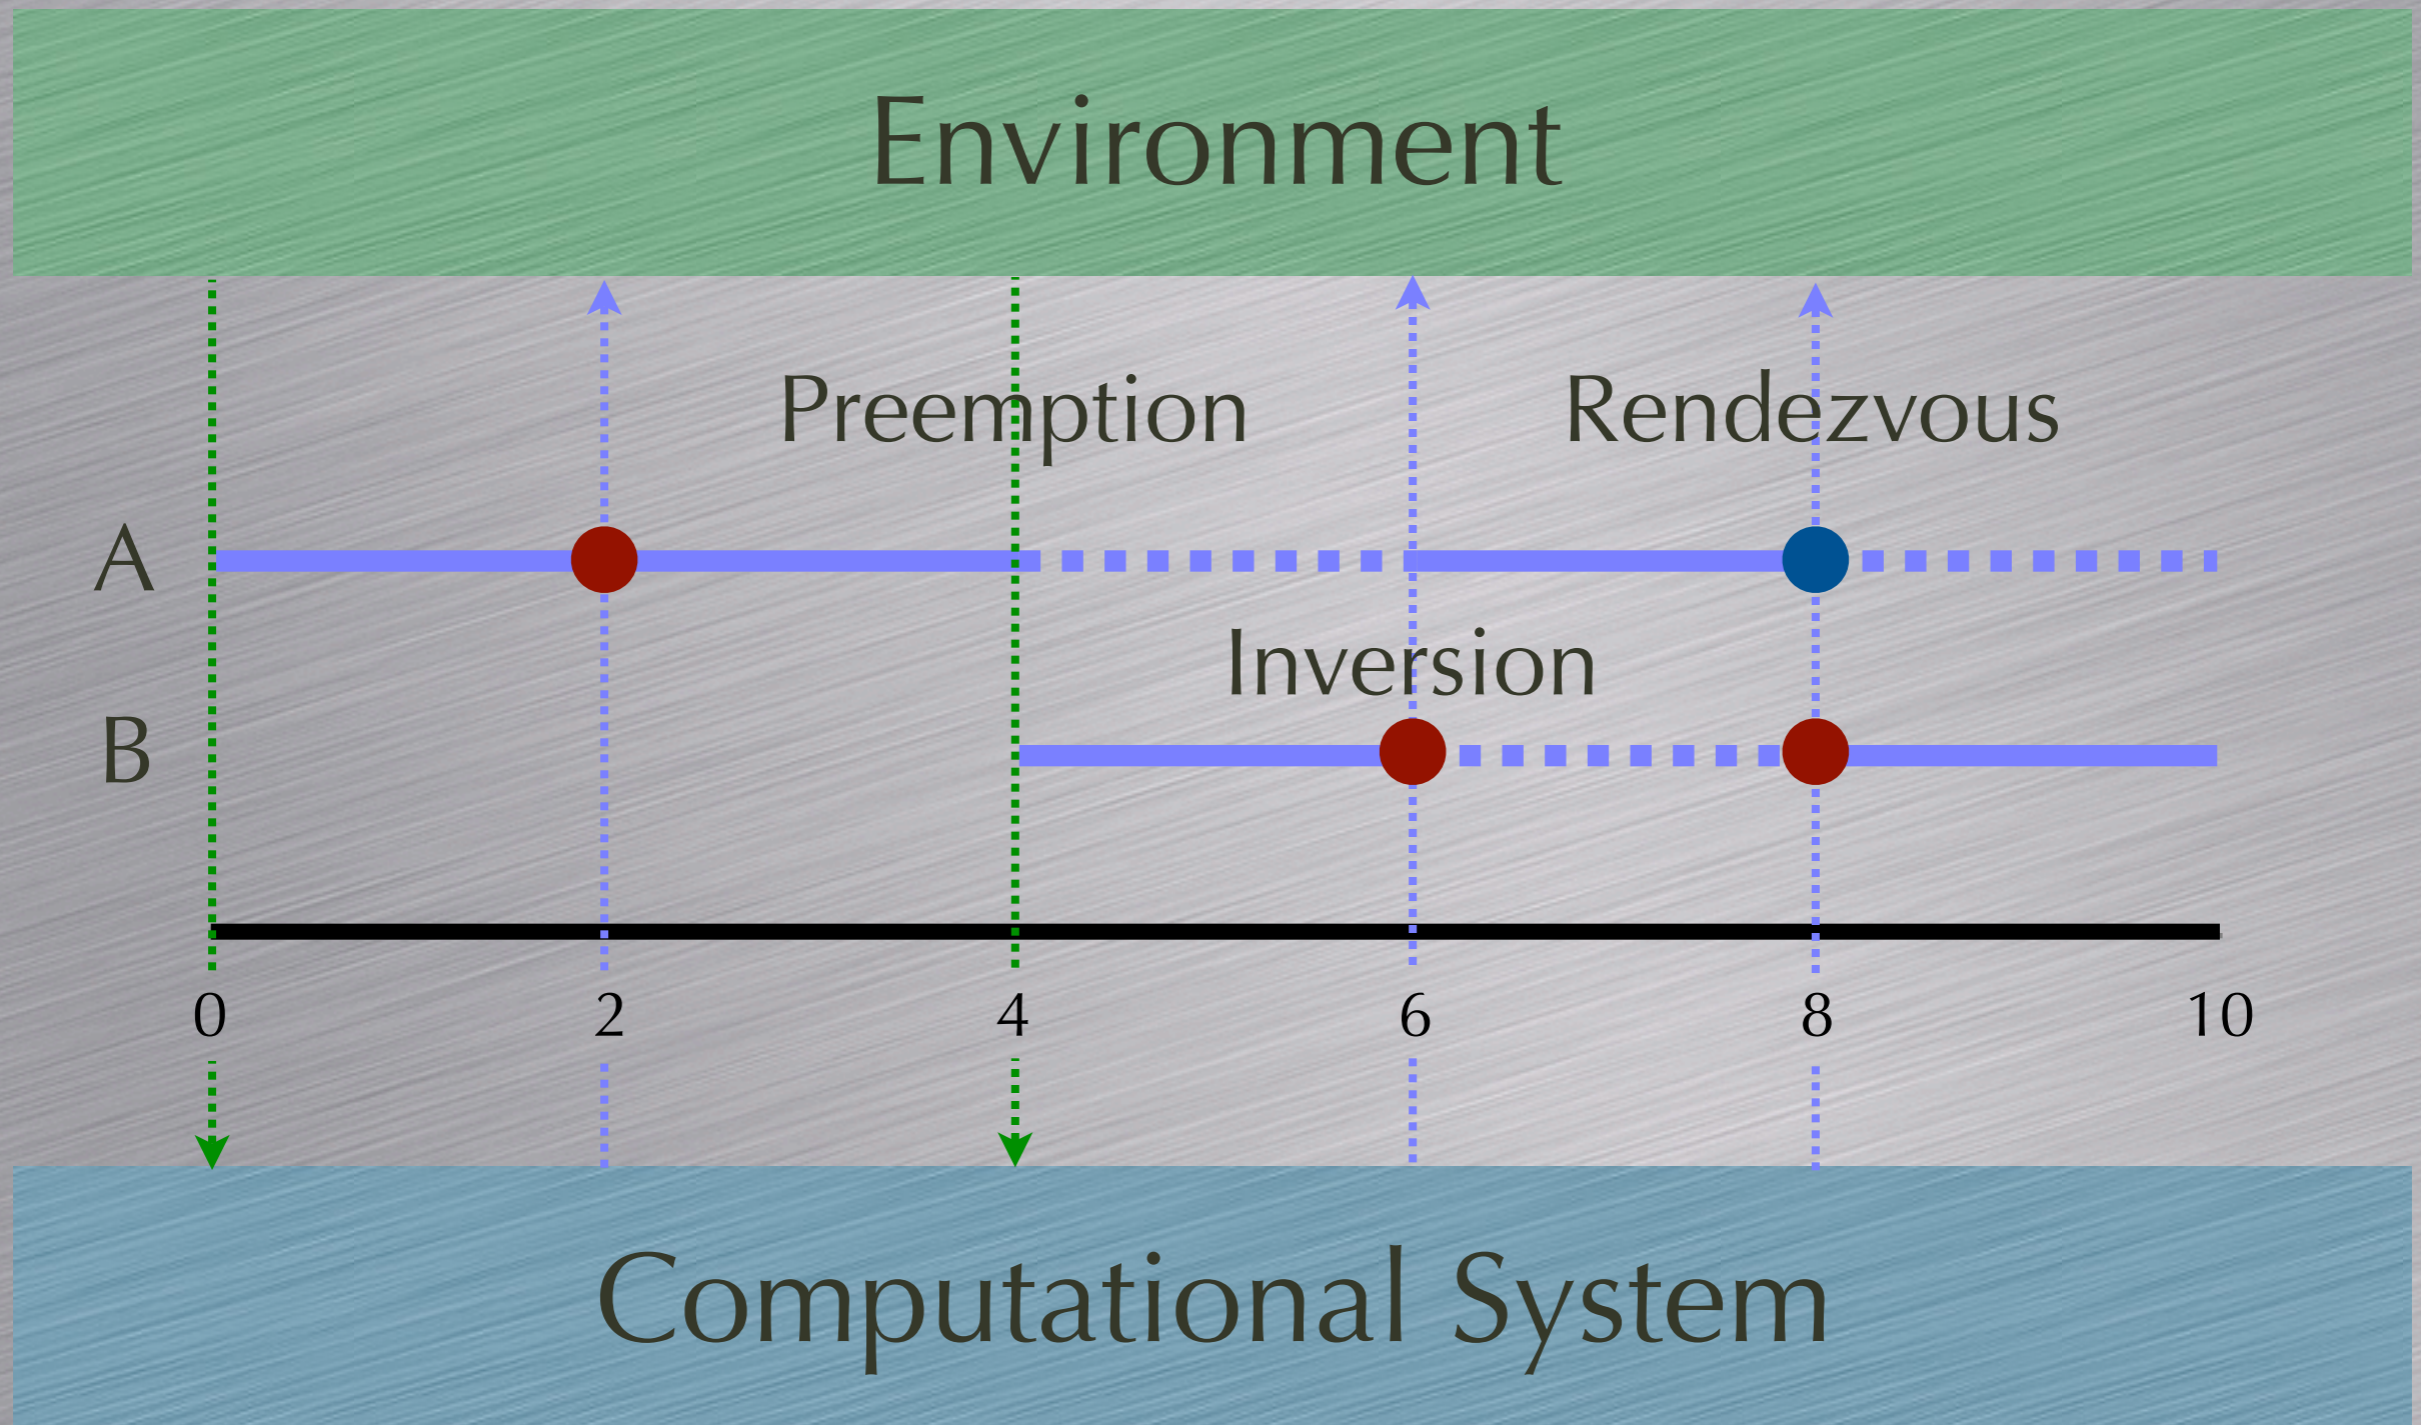 Environment
Preemption Rendezvous
A
Inversion
B
0 2 4 6 8 10
Computational System